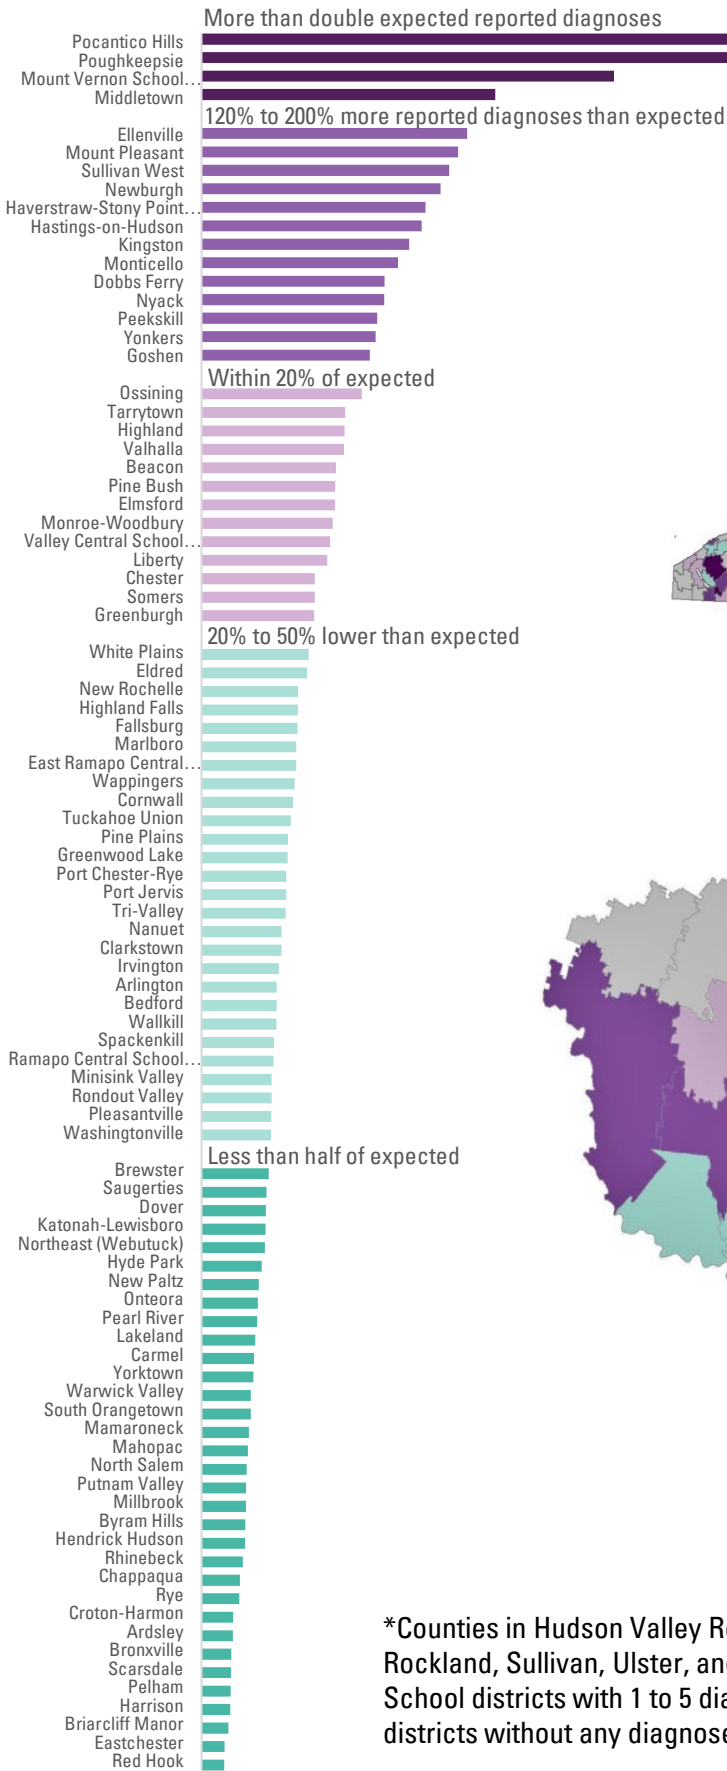 More than double expected reported diagnoses
Pocantico Hills
Poughkeepsie
Mount Vernon School...
Middletown
120% to 200% more reported diagnoses than expected
Ellenville
Mount Pleasant
Sullivan West
Newburgh
Haverstraw-Stony Point...
Hastings-on-Hudson
Kingston
Monticello
Dobbs Ferry
Nyack
Peekskill
Yonkers
Goshen
Within 20% of expected
Ossining
Tarrytown
Highland
Valhalla
Beacon
Pine Bush
Elmsford
Monroe-Woodbury
Valley Central School...
Liberty
Chester
Somers
Greenburgh
20% to 50% lower than expected
White Plains
Eldred
New Rochelle
Highland Falls
Fallsburg
Marlboro
East Ramapo Central...
Wappingers
Cornwall
Tuckahoe Union
Pine Plains
Greenwood Lake
Port Chester-Rye
Port Jervis
Tri-Valley
Nanuet
Clarkstown
Irvington
Arlington
Bedford
Wallkill
Spackenkill
Ramapo Central School...
Minisink Valley
Rondout Valley
Pleasantville
Washingtonville
Less than half of expected
Brewster
Saugerties
Dover
Katonah-Lewisboro
Northeast (Webutuck)
Hyde Park
New Paltz
Onteora
Pearl River
Lakeland
Carmel
Yorktown
Warwick Valley
South Orangetown
Mamaroneck
Mahopac
North Salem
Putnam Valley
Millbrook
Byram Hills
Hendrick Hudson
Rhinebeck
Chappaqua
Rye
Croton-Harmon
Ardsley
Bronxville
Scarsdale
Pelham
Harrison
Briarcliff Manor
Eastchester
Red Hook
*Counties in Hudson Valley Re
Rockland, Sullivan, Ulster, an
School districts with 1 to 5 dia
districts without any diagnose